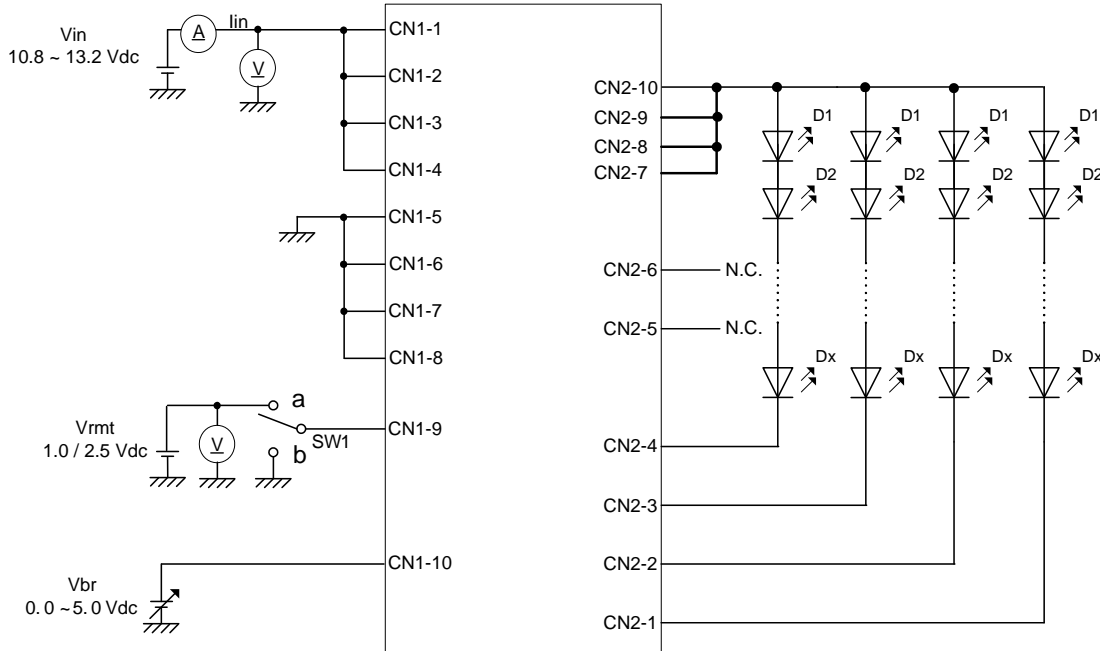 Vin
10.8 ~ 13.2 Vdc
A
Iin
V
CN1-1
CN1-2
CN1-3
CN1-4
CN1-5
CN1-6
CN1-7
CN1-8
Vrmt
1.0 / 2.5 Vdc
V
a
SW1
b
CN1-9
Vbr
0.0 ~5.0 Vdc
CN1-10
CN2-10
CN2-9
CN2-8
CN2-7
CN2-6
N.C.
CN2-5
N.C.
CN2-4
CN2-3
CN2-2
CN2-1
D1 D1 D1 D1
D2 D2 D2 D2
Dx Dx Dx Dx